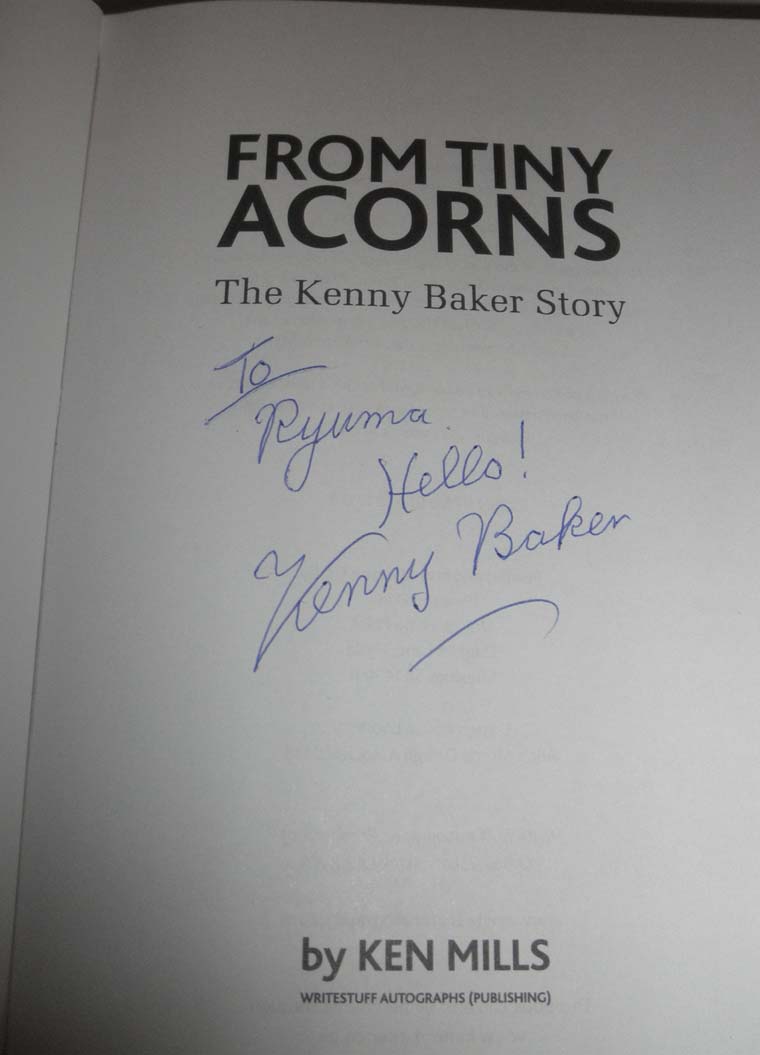 FROM TINY
ACORNS
The Kenny Baker Story
To
Ryuma
Hello!
Kenny Baker
by KEN MILLS
WRITESTUFF AUTOGRAPHS (PUBLISHING)